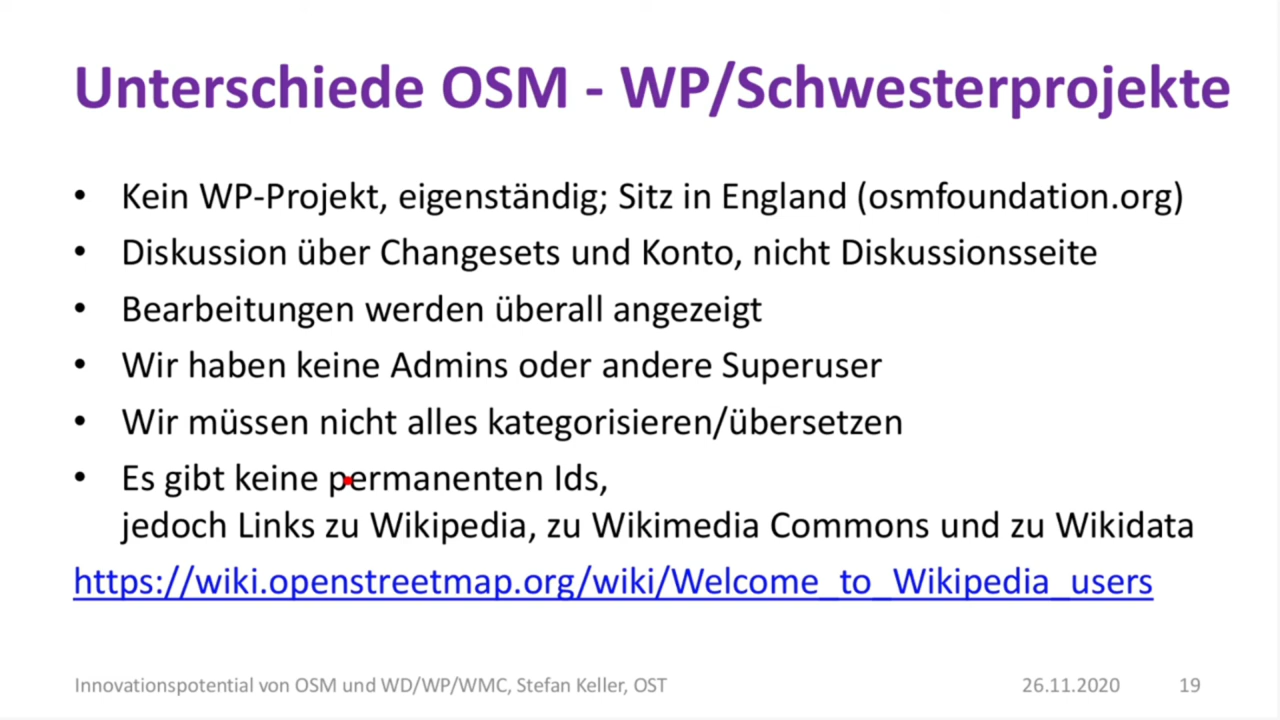 Unterschiede OSM - WP/Schwesterprojekte
• Kein WP-Projekt, eigenständig; Sitz in England (osmfoundation.org)
• Diskussion über Changesets und Konto, nicht Diskussionsseite
• Bearbeitungen werden überall angezeigt
• Wir haben keine Admins oder andere Superuser
• Wir müssen nicht alles kategorisieren/übersetzen
• Es gibt keine permanenten Ids,
jedoch Links zu Wikipedia, zu Wikimedia Commons und zu Wikidata
https://wiki.openstreetmap.org/wiki/Welcome_to_Wikipedia_users
Innovationspotential von OSM und WD/WP/WMC, Stefan Keller, OST 26.11.2020 19